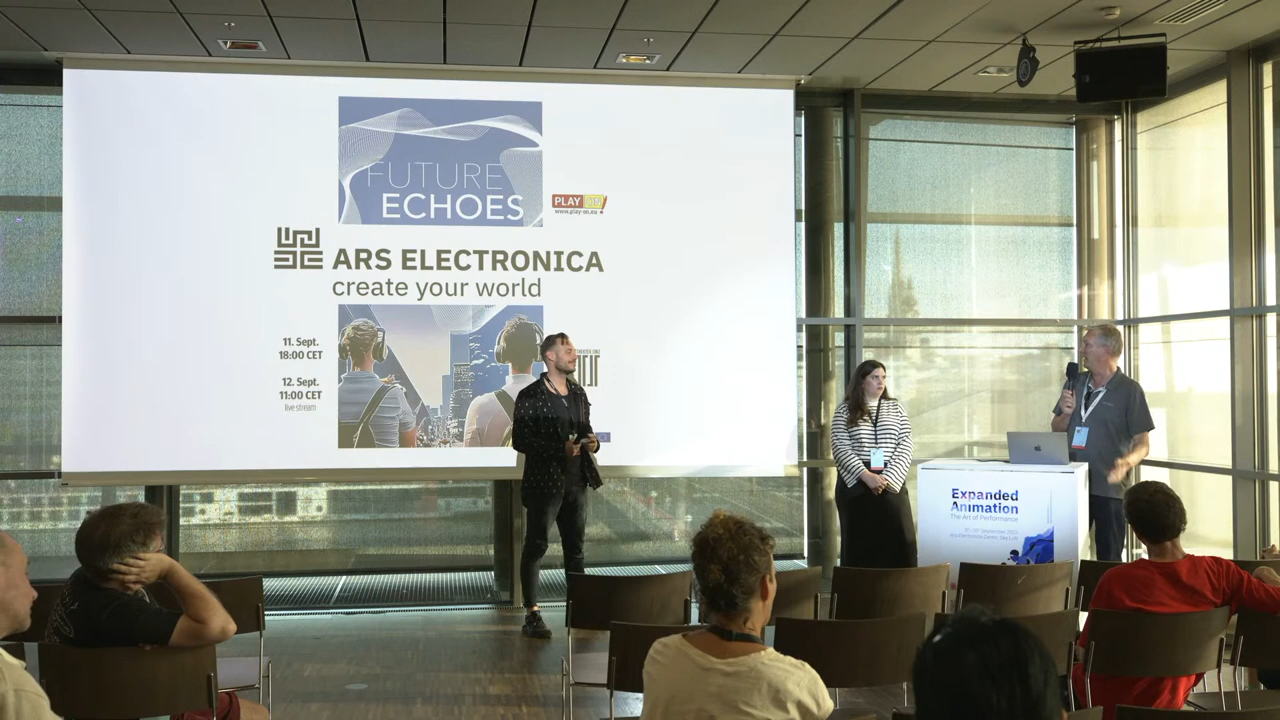 FUTURE
ECHOES
PLAY ON!
www.play-on.eu
ARS ELECTRONICA
create your world
11. Sept.
18:00 CET
12. Sept.
11:00 CET
live stream
Expanded
Animation
The Art of Performance